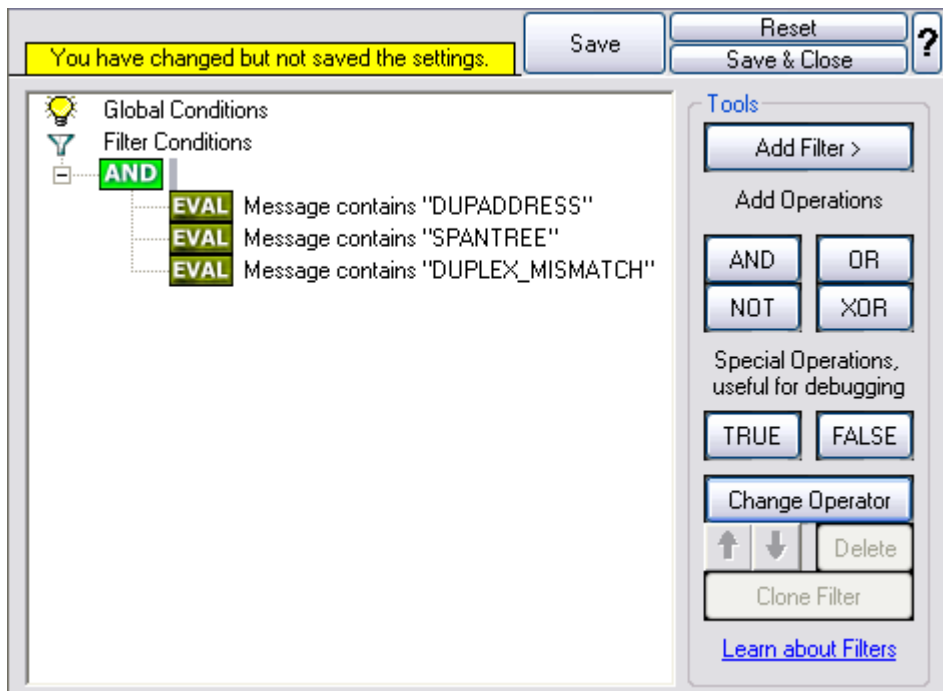 You have changed but not saved the settings.
Save
Reset
Save & Close
?
Global Conditions
Filter Conditions
AND
EVAL Message contains "DUPADDRESS"
EVAL Message contains "SPANTREE"
EVAL Message contains "DUPLEX_MISMATCH"
Tools
Add Filter >
Add Operations
AND OR
NOT XOR
Special Operations,
useful for debugging
TRUE FALSE
Change Operator
Delete
Clone Filter
Learn about Filters